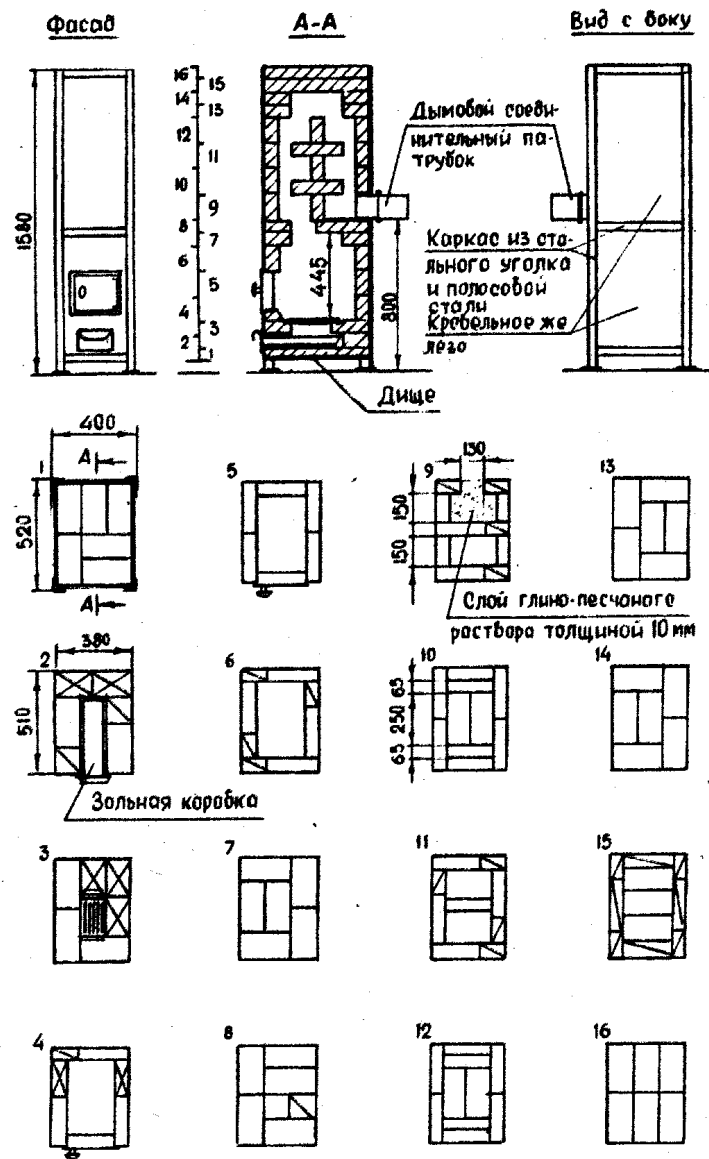 Фасад
А-А
Вид с боку
16
15
14
13
12
11
10
9
8
7
6
5
4
3
2
1
1580
445
800
Дымовой соеди-
нительный па-
трубок
Каркас из ста-
льного уголка
и полосовой
стали
Кровельное же
лезо
Днище
400
А
1
520
А
5
9
130
150
150
13
Слой глино-песчаного
раствора толщиной 10 мм
380
2
510
Зольная коробка
6
10
65
250
65
14
3
7
11
15
4
8
12
16